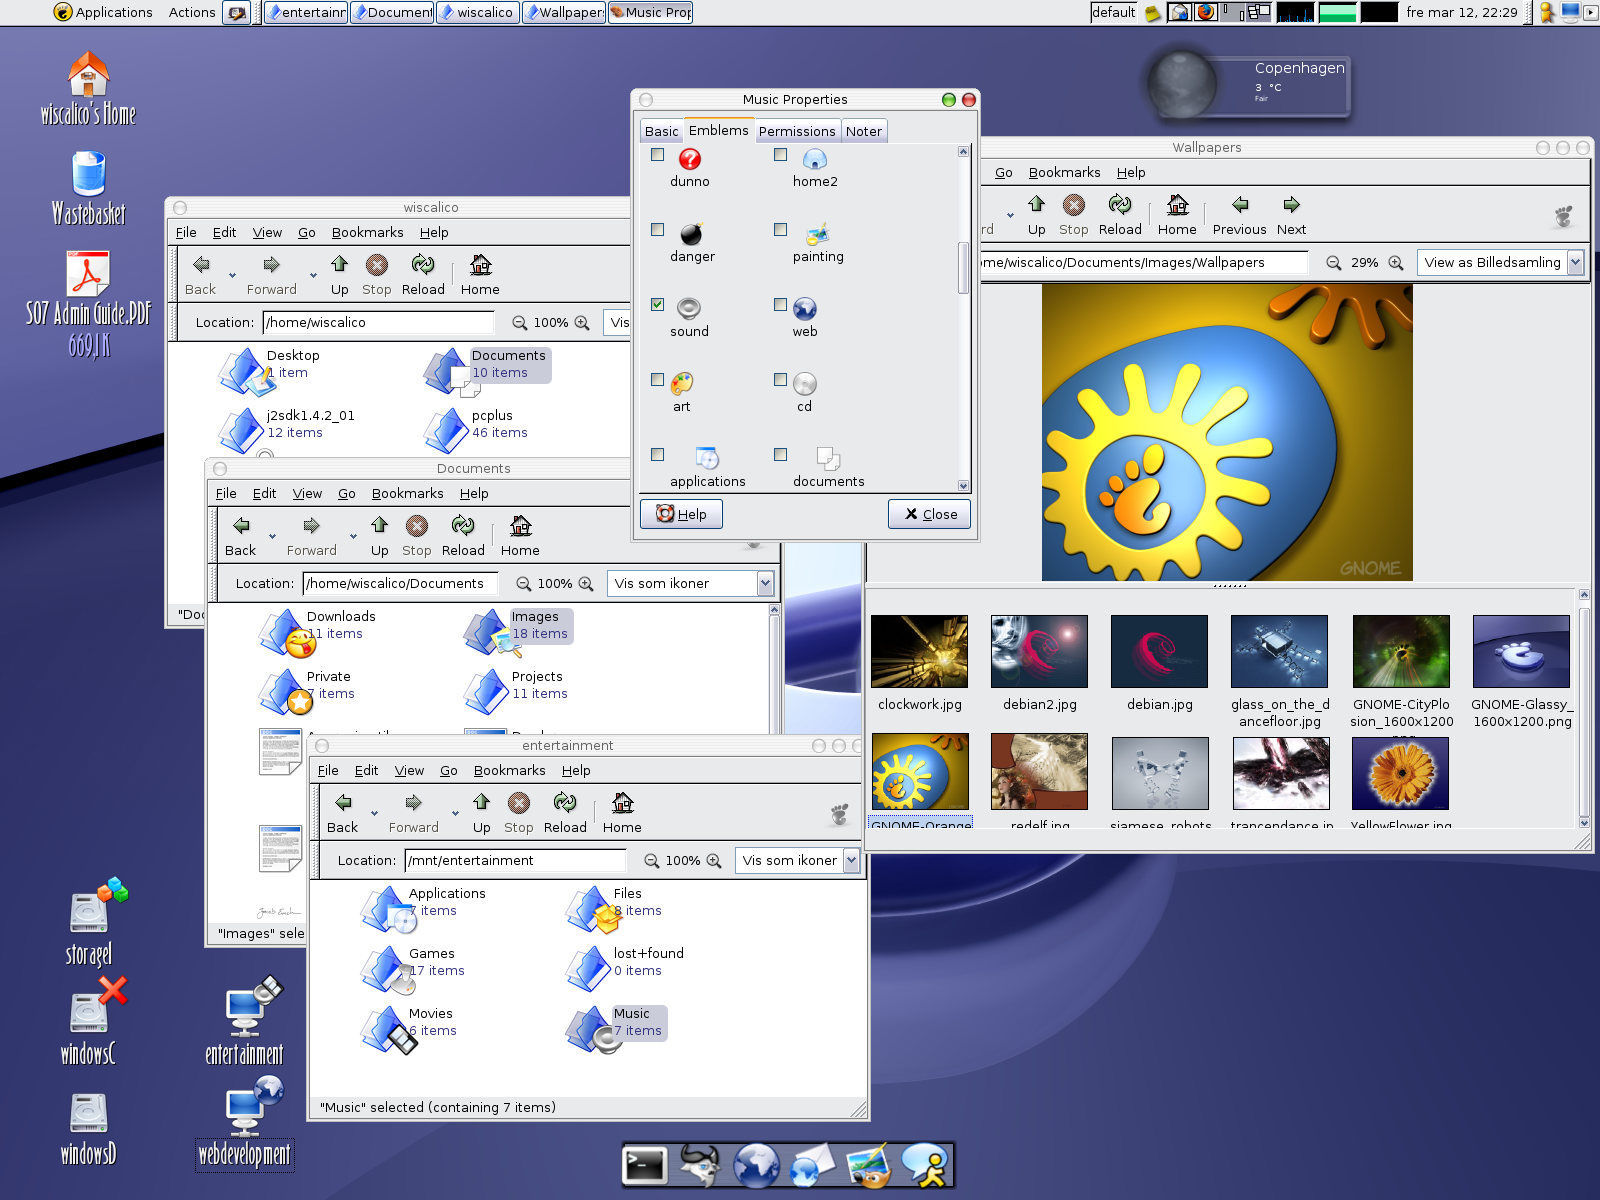 Applications Actions entertainm Document wiscalico Wallpaper Music Prop default fre mar 12, 22:29
wiscalico's Home
Wastebasket
S07 Admin Guide.PDF
669,1 K
storage1
windowsC
windowsD
entertainment
webdevelopment
Copenhagen
3 °C
Fair
Music Properties
Basic Emblems Permissions Noter
dunno home2
danger painting
sound web
art cd
applications documents
Help Close
Wallpapers
Go Bookmarks Help
rd Up Stop Reload Home Previous Next
ome/wiscalico/Documents/Images/Wallpapers 29% View as Billedsamling
GNOME
clockwork.jpg debian2.jpg debian.jpg glass_on_the_d GNOME-CityPlo GNOME-Glassy_
ancefloor.jpg sion_1600x1200 1600x1200.png
GNOME-Orange redelf.jpg siamese_robots trancendance.jp YellowFlower.jpg
wiscalico
File Edit View Go Bookmarks Help
Back Forward Up Stop Reload Home
Location: /home/wiscalico 100% Vis
Desktop Documents
1 item 10 items
j2sdk1.4.2_01 pcplus
12 items 46 items
"Doc
Documents
File Edit View Go Bookmarks Help
Back Forward Up Stop Reload Home
Location: /home/wiscalico/Documents 100% Vis som ikoner
Downloads Images
11 items 18 items
Private Projects
7 items 11 items
"Images" sele
entertainment
File Edit View Go Bookmarks Help
Back Forward Up Stop Reload Home
Location: /mnt/entertainment 100% Vis som ikoner
Applications Files
7 items 8 items
Games lost+found
17 items 0 items
Movies Music
6 items 7 items
"Music" selected (containing 7 items)